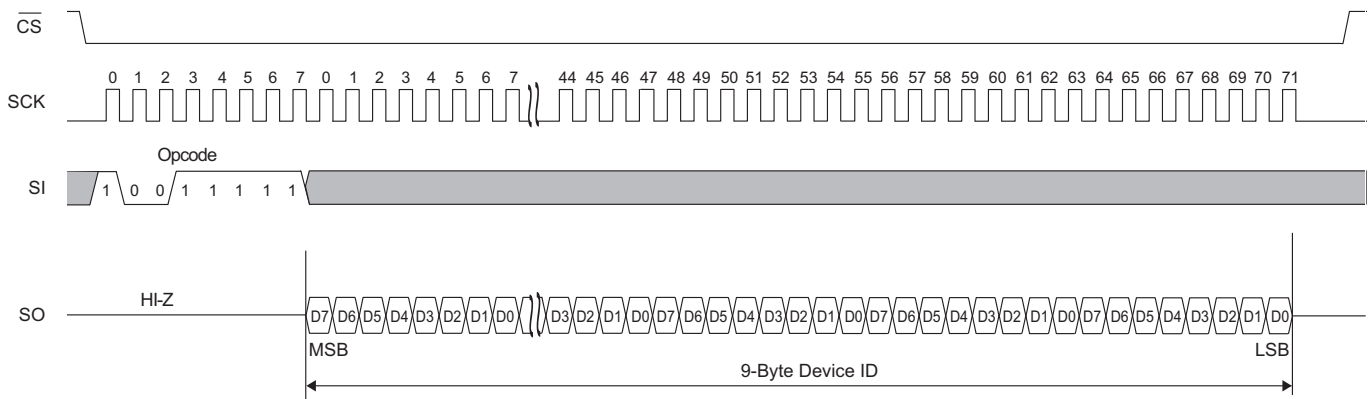 CS
0 1 2 3 4 5 6 7 0 1 2 3 4 5 6 7 44 45 46 47 48 49 50 51 52 53 54 55 56 57 58 59 60 61 62 63 64 65 66 67 68 69 70 71
SCK
Opcode
SI 1 0 0 1 1 1 1 1
HI-Z
SO D7 D6 D5 D4 D3 D2 D1 D0 D3 D2 D1 D0 D7 D6 D5 D4 D3 D2 D1 D0 D7 D6 D5 D4 D3 D2 D1 D0 D7 D6 D5 D4 D3 D2 D1 D0
MSB LSB
9-Byte Device ID